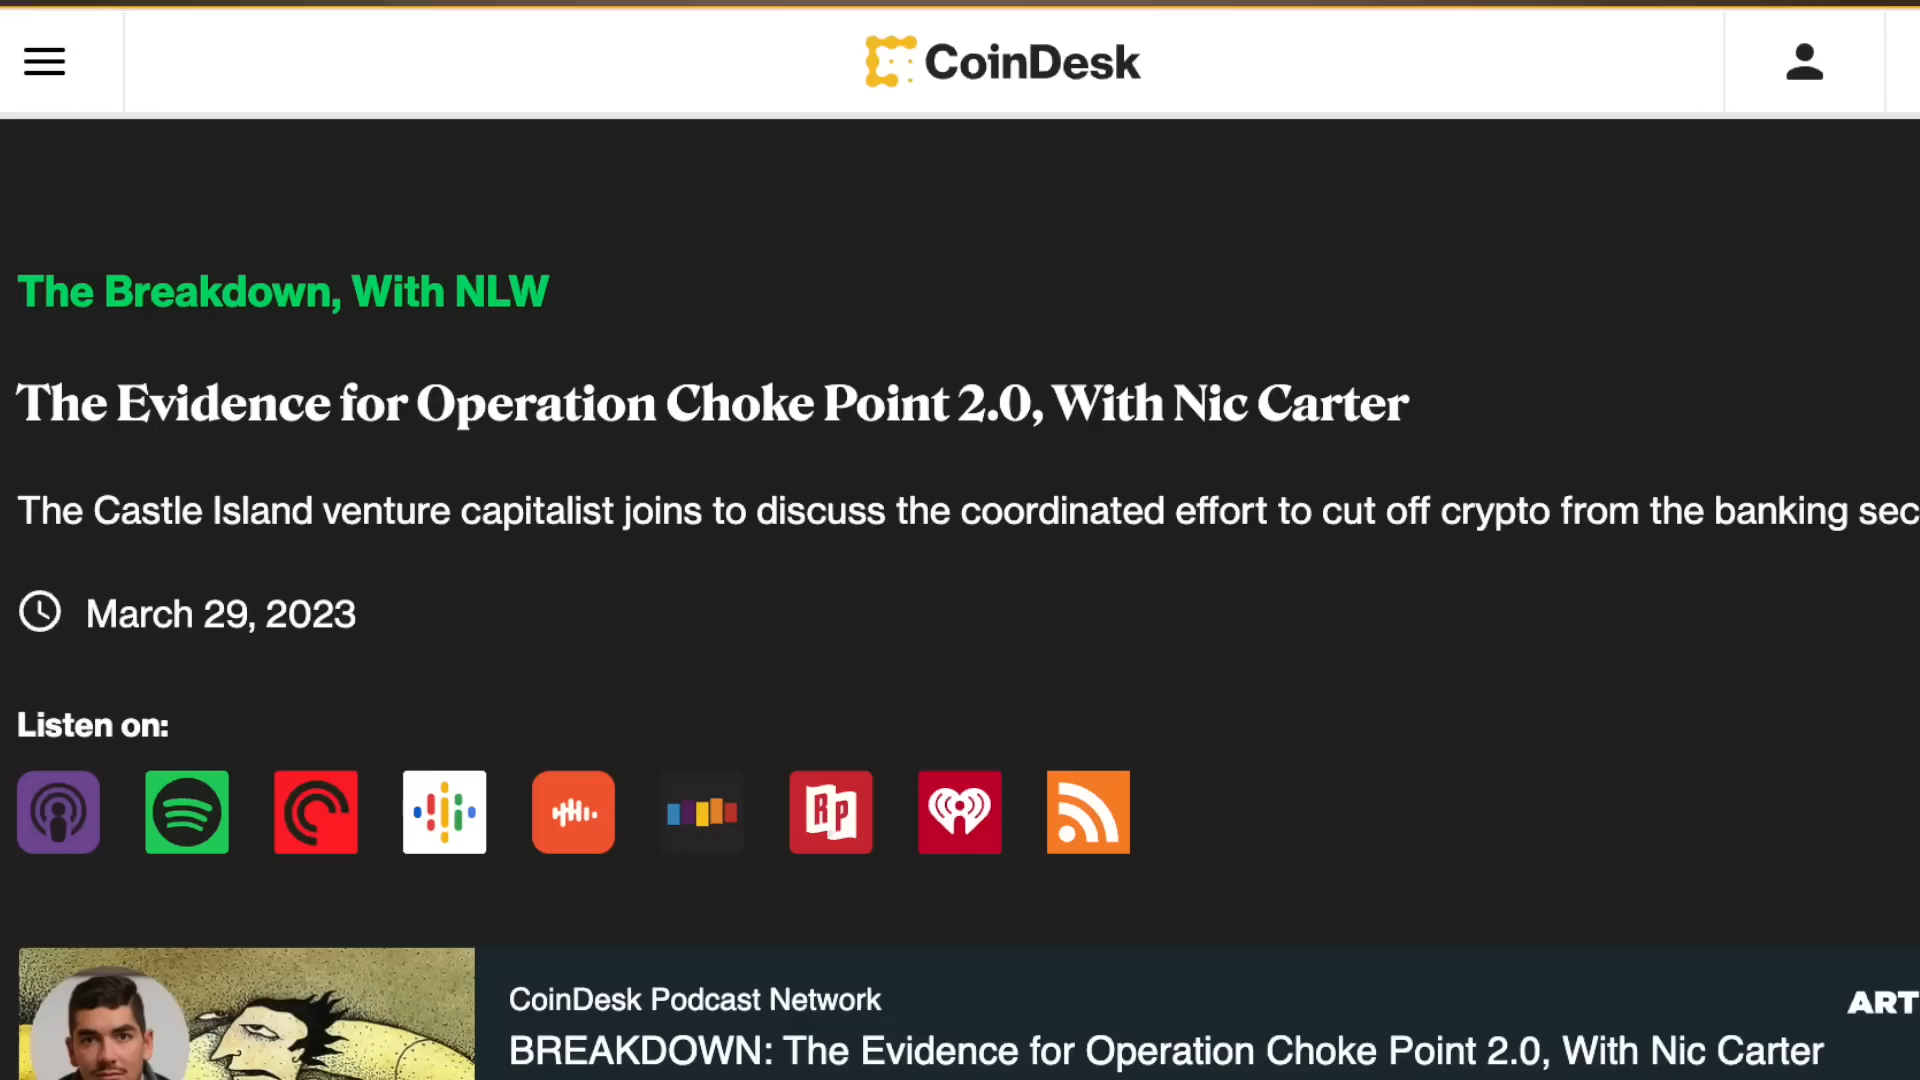 CoinDesk
The Breakdown, With NLW
The Evidence for Operation Choke Point 2.0, With Nic Carter
The Castle Island venture capitalist joins to discuss the coordinated effort to cut off crypto from the banking sec
March 29, 2023
Listen on:
RP
CoinDesk Podcast Network
ART
BREAKDOWN: The Evidence for Operation Choke Point 2.0, With Nic Carter